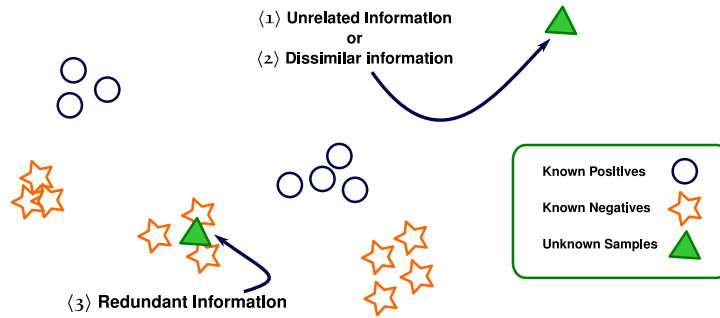 ⟨1⟩ Unrelated Information
or
⟨2⟩ Dissimilar information
Known Positives
Known Negatives
Unknown Samples
⟨3⟩ Redundant Information